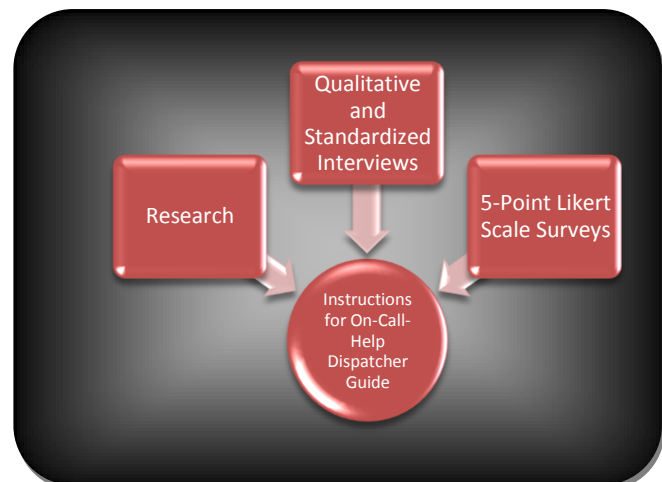 Qualitative
and
Standardized
Interviews
Research
5-Point Likert
Scale Surveys
Instructions
for On-Call-
Help
Dispatcher
Guide